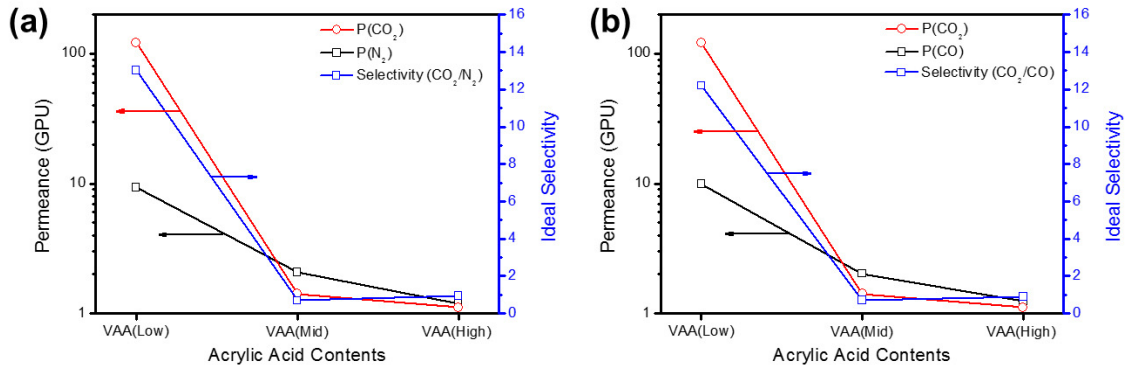 (a)
P(CO₂)
P(N₂)
Selectivity (CO₂/N₂)
100
10
1
Permeance (GPU)
16
14
12
10
8
6
4
2
0
Ideal Selectivity
VAA(Low)
VAA(Mid)
VAA(High)
Acrylic Acid Contents
(b)
P(CO₂)
P(CO)
Selectivity (CO₂/CO)
100
10
1
Permeance (GPU)
16
14
12
10
8
6
4
2
0
Ideal Selectivity
VAA(Low)
VAA(Mid)
VAA(High)
Acrylic Acid Contents